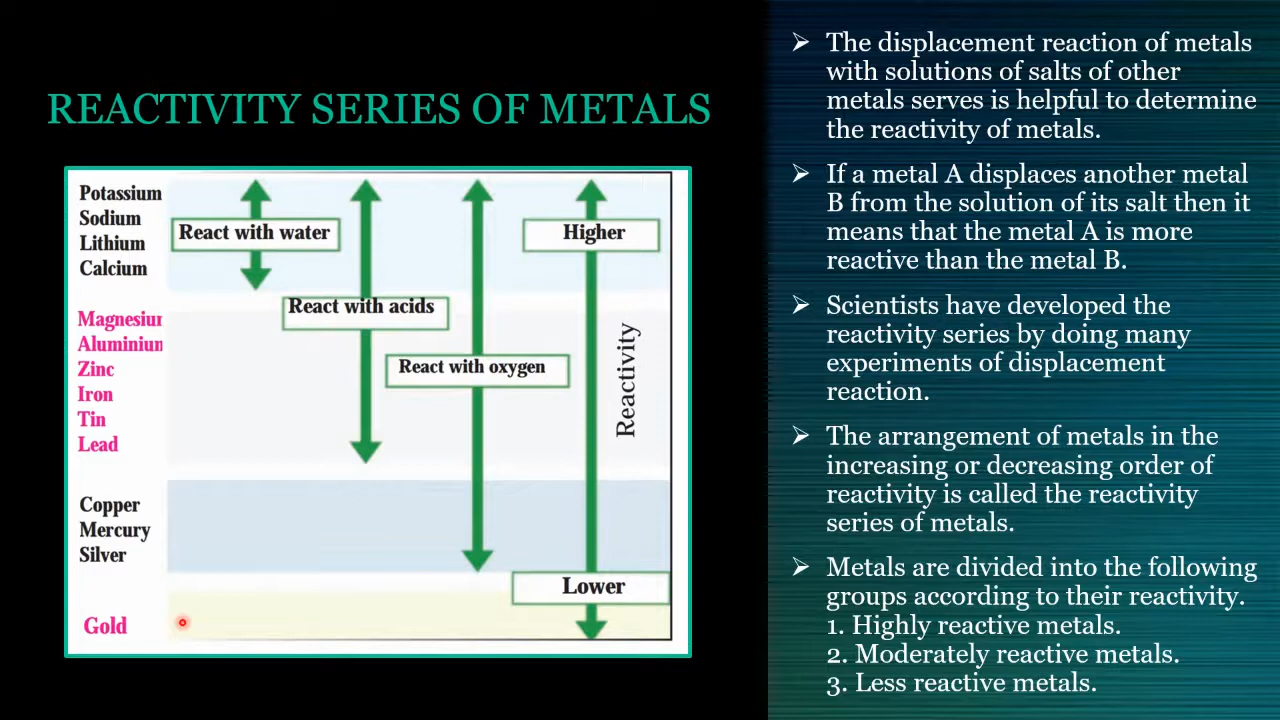 REACTIVITY SERIES OF METALS
Potassium
Sodium
Lithium
Calcium
Magnesium
Aluminium
Zinc
Iron
Tin
Lead
Copper
Mercury
Silver
Gold
React with water
React with acids
React with oxygen
Higher
Reactivity
Lower
➢ The displacement reaction of metals
with solutions of salts of other
metals serves is helpful to determine
the reactivity of metals.
➢ If a metal A displaces another metal
B from the solution of its salt then it
means that the metal A is more
reactive than the metal B.
➢ Scientists have developed the
reactivity series by doing many
experiments of displacement
reaction.
➢ The arrangement of metals in the
increasing or decreasing order of
reactivity is called the reactivity
series of metals.
➢ Metals are divided into the following
groups according to their reactivity.
1. Highly reactive metals.
2. Moderately reactive metals.
3. Less reactive metals.